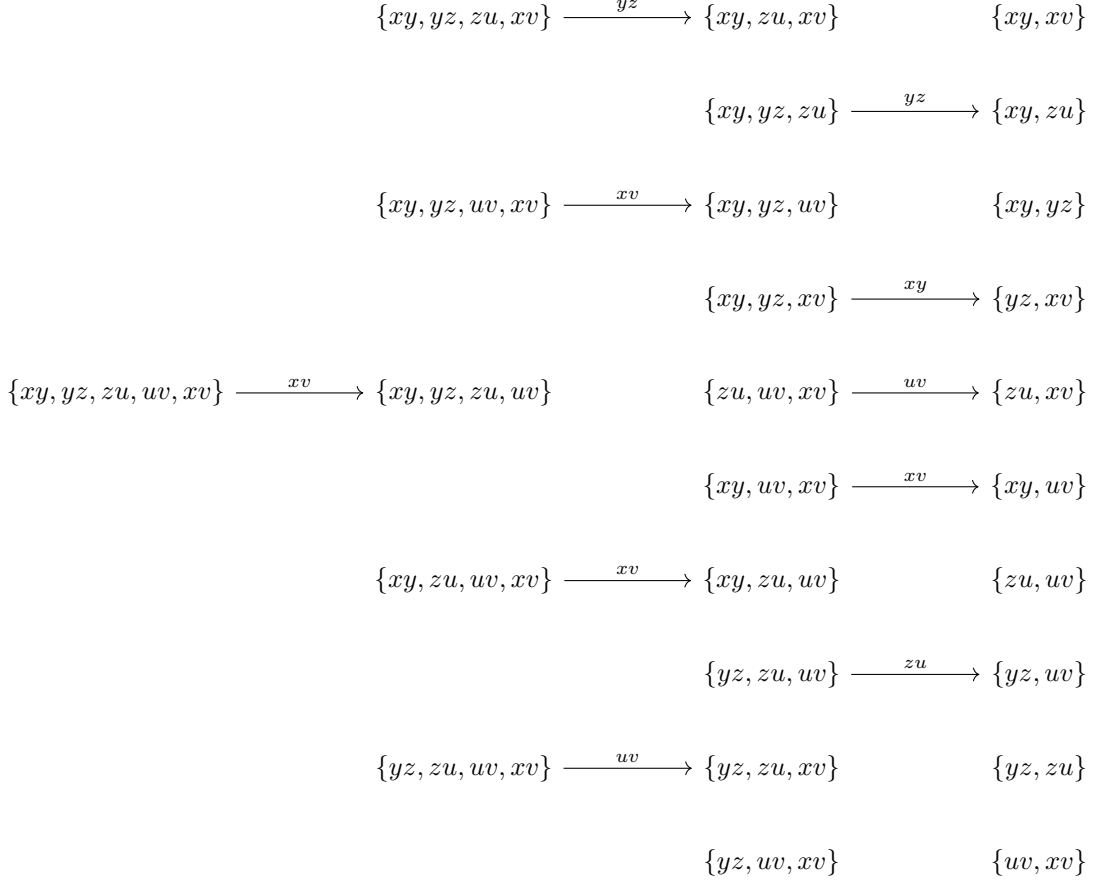 yz
{xy, yz, zu, xv} {xy, zu, xv} {xy, xv}
yz
{xy, yz, zu} {xy, zu}
xv
{xy, yz, uv, xv} {xy, yz, uv} {xy, yz}
xy
{xy, yz, xv} {yz, xv}
xv uv
{xy, yz, zu, uv, xv} {xy, yz, zu, uv} {zu, uv, xv} {zu, xv}
xv
{xy, uv, xv} {xy, uv}
xv
{xy, zu, uv, xv} {xy, zu, uv} {zu, uv}
zu
{yz, zu, uv} {yz, uv}
uv
{yz, zu, uv, xv} {yz, zu, xv} {yz, zu}
{yz, uv, xv} {uv, xv}